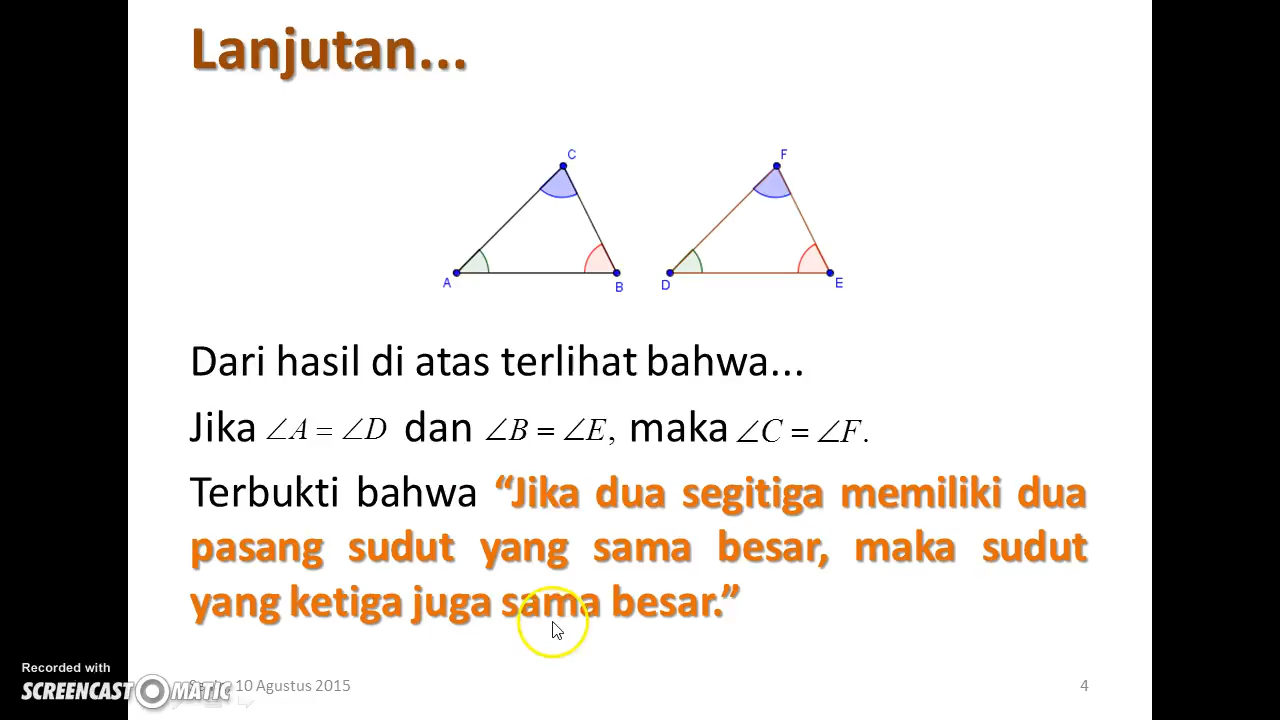 Lanjutan...
C
F
A
B
D
E
Dari hasil di atas terlihat bahwa...
Jika ∠A = ∠D dan ∠B = ∠E, maka ∠C = ∠F.
Terbukti bahwa “Jika dua segitiga memiliki dua
pasang sudut yang sama besar, maka sudut
yang ketiga juga sama besar.”
Recorded with
SCREENCAST MATIC
10 Agustus 2015
4